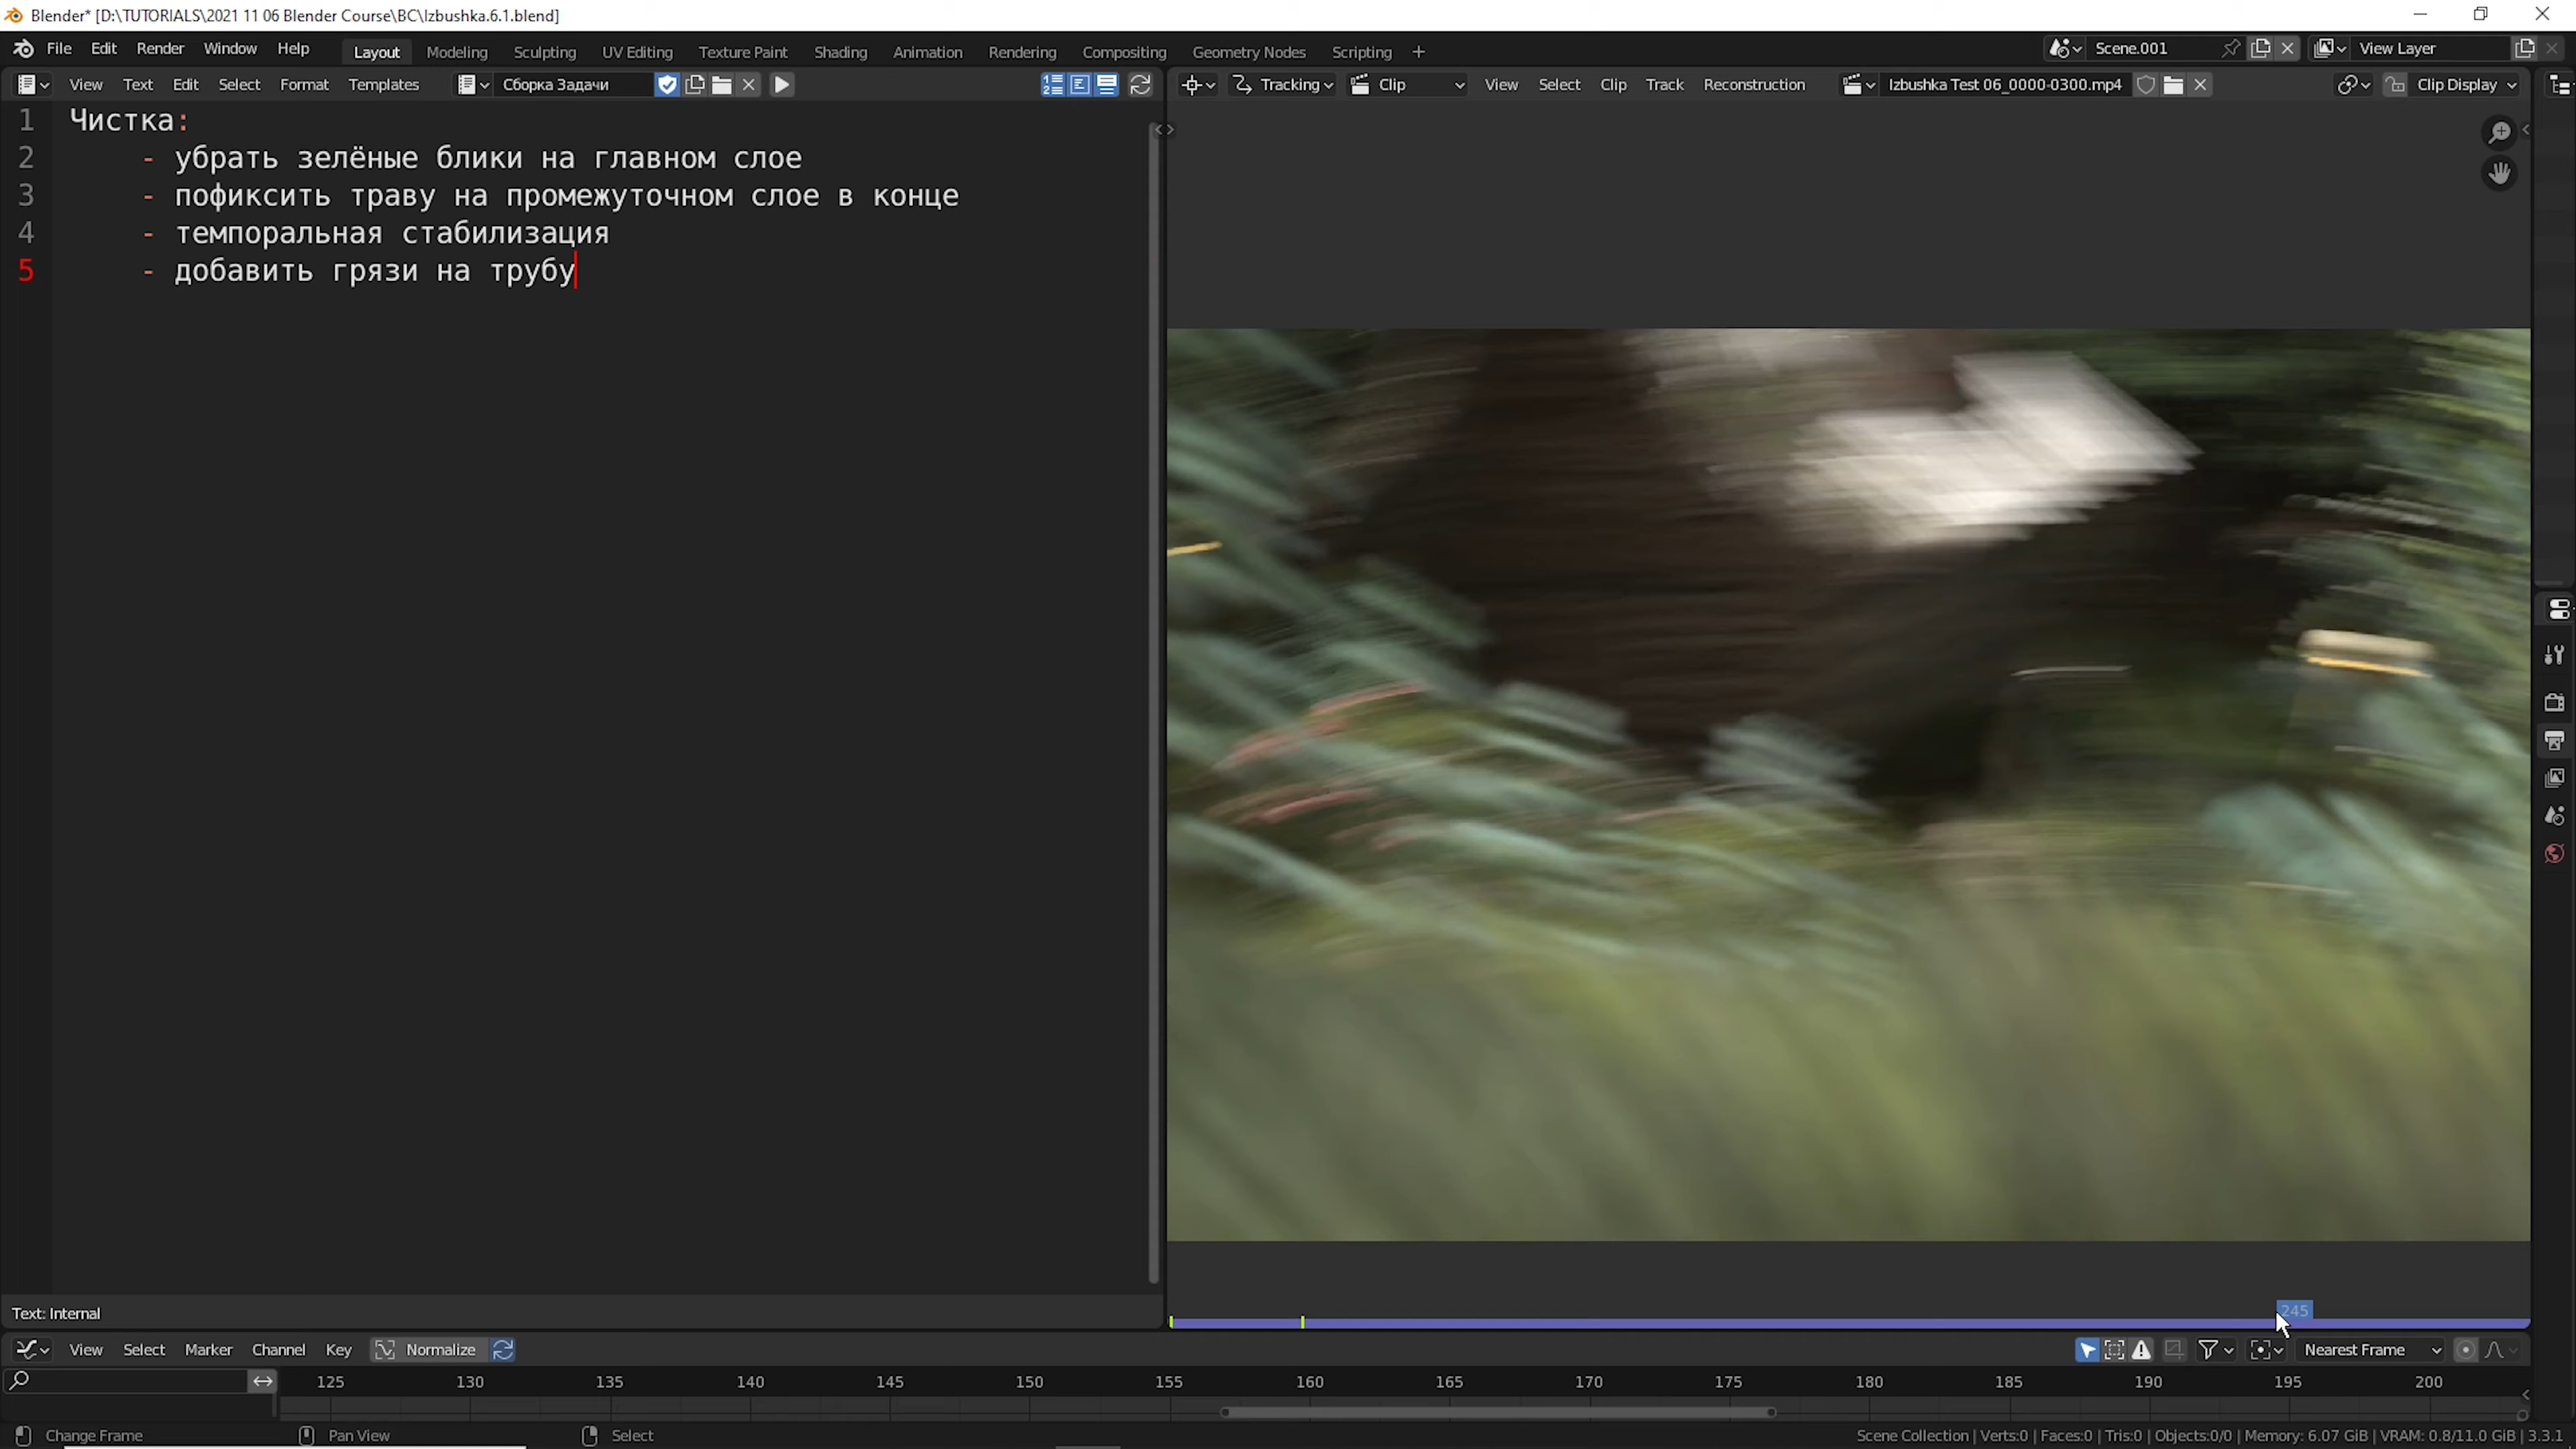 Blender* [D:\TUTORIALS\2021 11 06 Blender Course\BC\Izbushka.6.1.blend]
File Edit Render Window Help Layout Modeling Sculpting UV Editing Texture Paint Shading Animation Rendering Compositing Geometry Nodes Scripting + Scene.001 View Layer
View Text Edit Select Format Templates Сборка Задачи Tracking Clip View Select Clip Track Reconstruction Izbushka Test 06_0000-0300.mp4 Clip Display
1 Чистка:
2 - убрать зелёные блики на главном слое
3 - пофиксить траву на промежуточном слое в конце
4 - темпоральная стабилизация
5 - добавить грязи на трубу
Text: Internal
245
View Select Marker Channel Key Normalize Nearest Frame
125 130 135 140 145 150 155 160 165 170 175 180 185 190 195 200
Change Frame Pan View Select Scene Collection | Verts:0 | Faces:0 | Tris:0 | Objects:0/0 | Memory: 6.07 GiB | VRAM: 0.8/11.0 GiB | 3.3.1